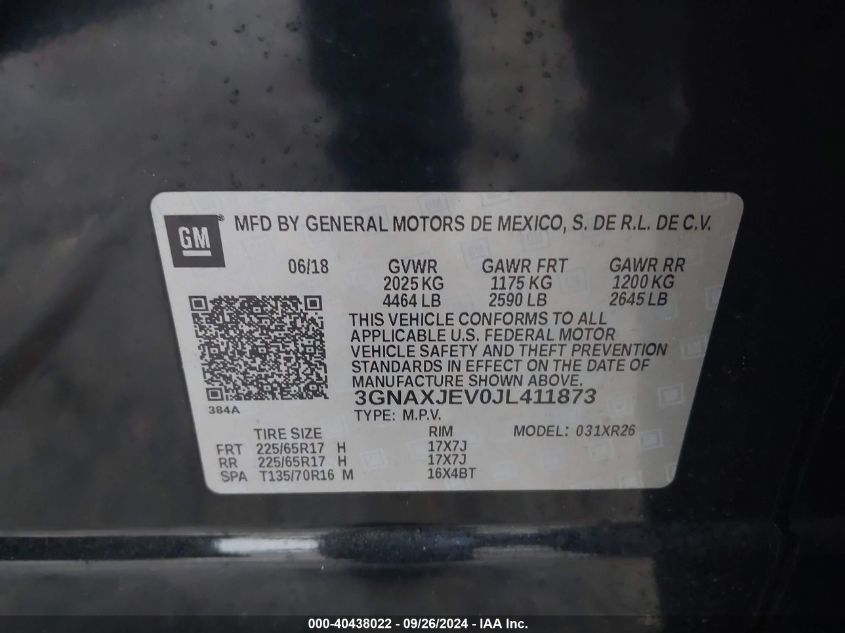 GM ® MFD BY GENERAL MOTORS DE MEXICO, S. DE R.L. DE C.V.
06/18 GVWR GAWR FRT GAWR RR
2025 KG 1175 KG 1200 KG
4464 LB 2590 LB 2645 LB
THIS VEHICLE CONFORMS TO ALL
APPLICABLE U.S. FEDERAL MOTOR
VEHICLE SAFETY AND THEFT PREVENTION
STANDARDS IN EFFECT ON THE DATE OF
MANUFACTURE SHOWN ABOVE.
3GNAXJEV0JL411873
384A
TYPE: M.P.V.
TIRE SIZE RIM MODEL: 031XR26
FRT 225/65R17 H 17X7J
RR 225/65R17 H 17X7J
SPA T135/70R16 M 16X4BT
000-40438022 - 09/26/2024 - IAA Inc.